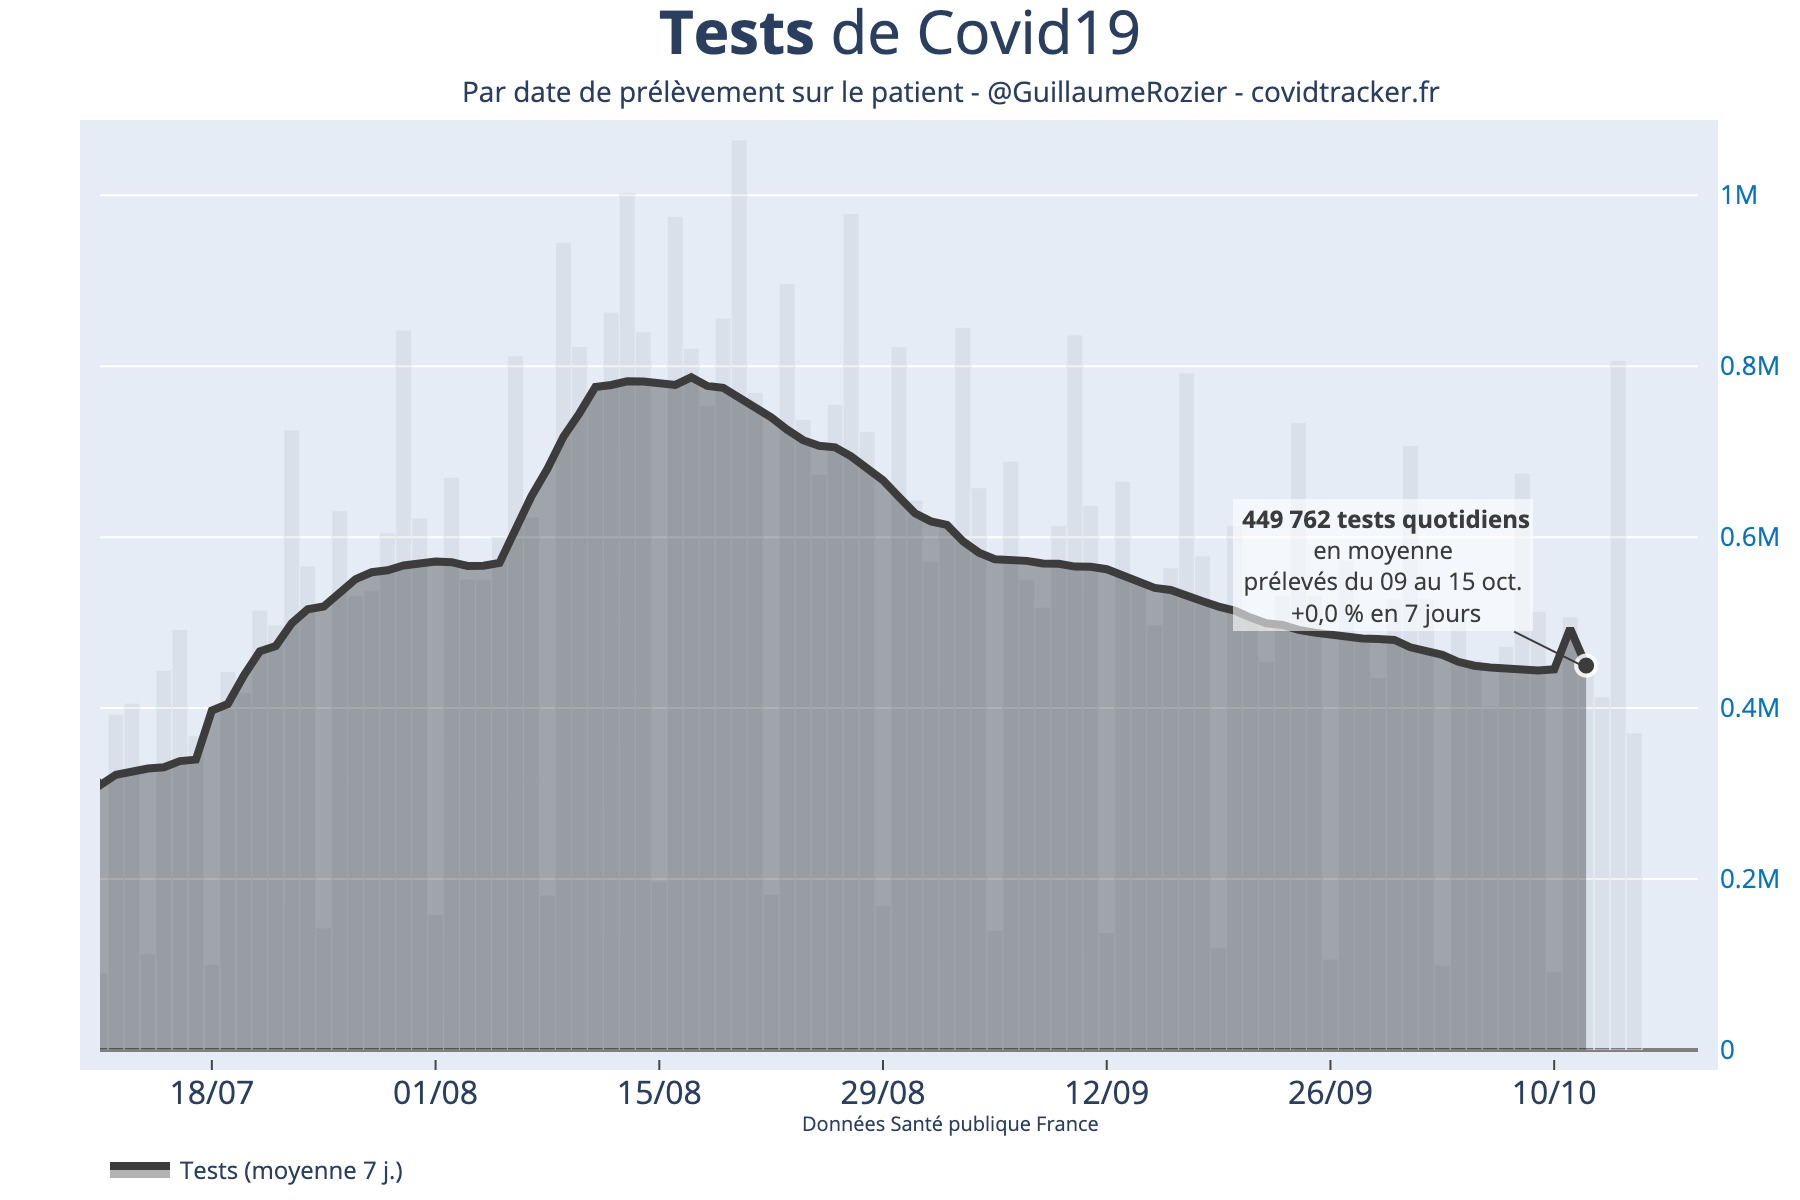 Tests de Covid19
Par date de prélèvement sur le patient - @GuillaumeRozier - covidtracker.fr
1M
0.8M
0.6M
0.4M
0.2M
0
449 762 tests quotidiens
en moyenne
prélevés du 09 au 15 oct.
+0,0 % en 7 jours
18/07 01/08 15/08 29/08 12/09 26/09 10/10
Données Santé publique France
Tests (moyenne 7 j.)